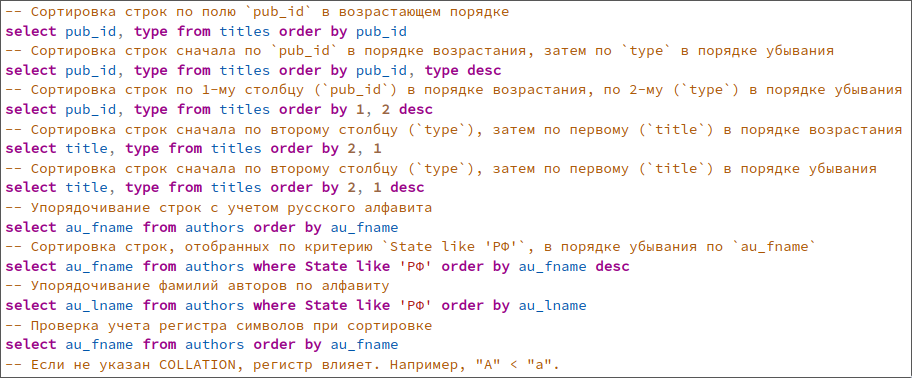 -- Сортировка строк по полю `pub_id` в возрастающем порядке
select pub_id, type from titles order by pub_id
-- Сортировка строк сначала по `pub_id` в порядке возрастания, затем по `type` в порядке убывания
select pub_id, type from titles order by pub_id, type desc
-- Сортировка строк по 1-му столбцу (`pub_id`) в порядке возрастания, по 2-му (`type`) в порядке убывания
select pub_id, type from titles order by 1, 2 desc
-- Сортировка строк сначала по второму столбцу (`type`), затем по первому (`title`) в порядке возрастания
select title, type from titles order by 2, 1
-- Сортировка строк сначала по второму столбцу (`type`), затем по первому (`title`) в порядке убывания
select title, type from titles order by 2, 1 desc
-- Упорядочивание строк с учетом русского алфавита
select au_fname from authors order by au_fname
-- Сортировка строк, отобранных по критерию `State like 'РФ'`, в порядке убывания по `au_fname`
select au_fname from authors where State like 'РФ' order by au_fname desc
-- Упорядочивание фамилий авторов по алфавиту
select au_lname from authors where State like 'РФ' order by au_lname
-- Проверка учета регистра символов при сортировке
select au_fname from authors order by au_fname
-- Если не указан COLLATION, регистр влияет. Например, "А" < "а".